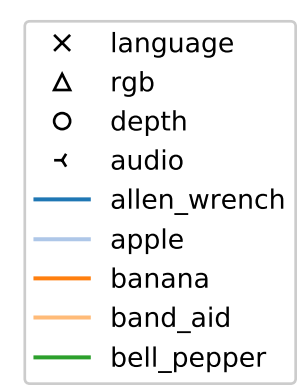 language
rgb
depth
audio
allen_wrench
apple
banana
band_aid
bell_pepper